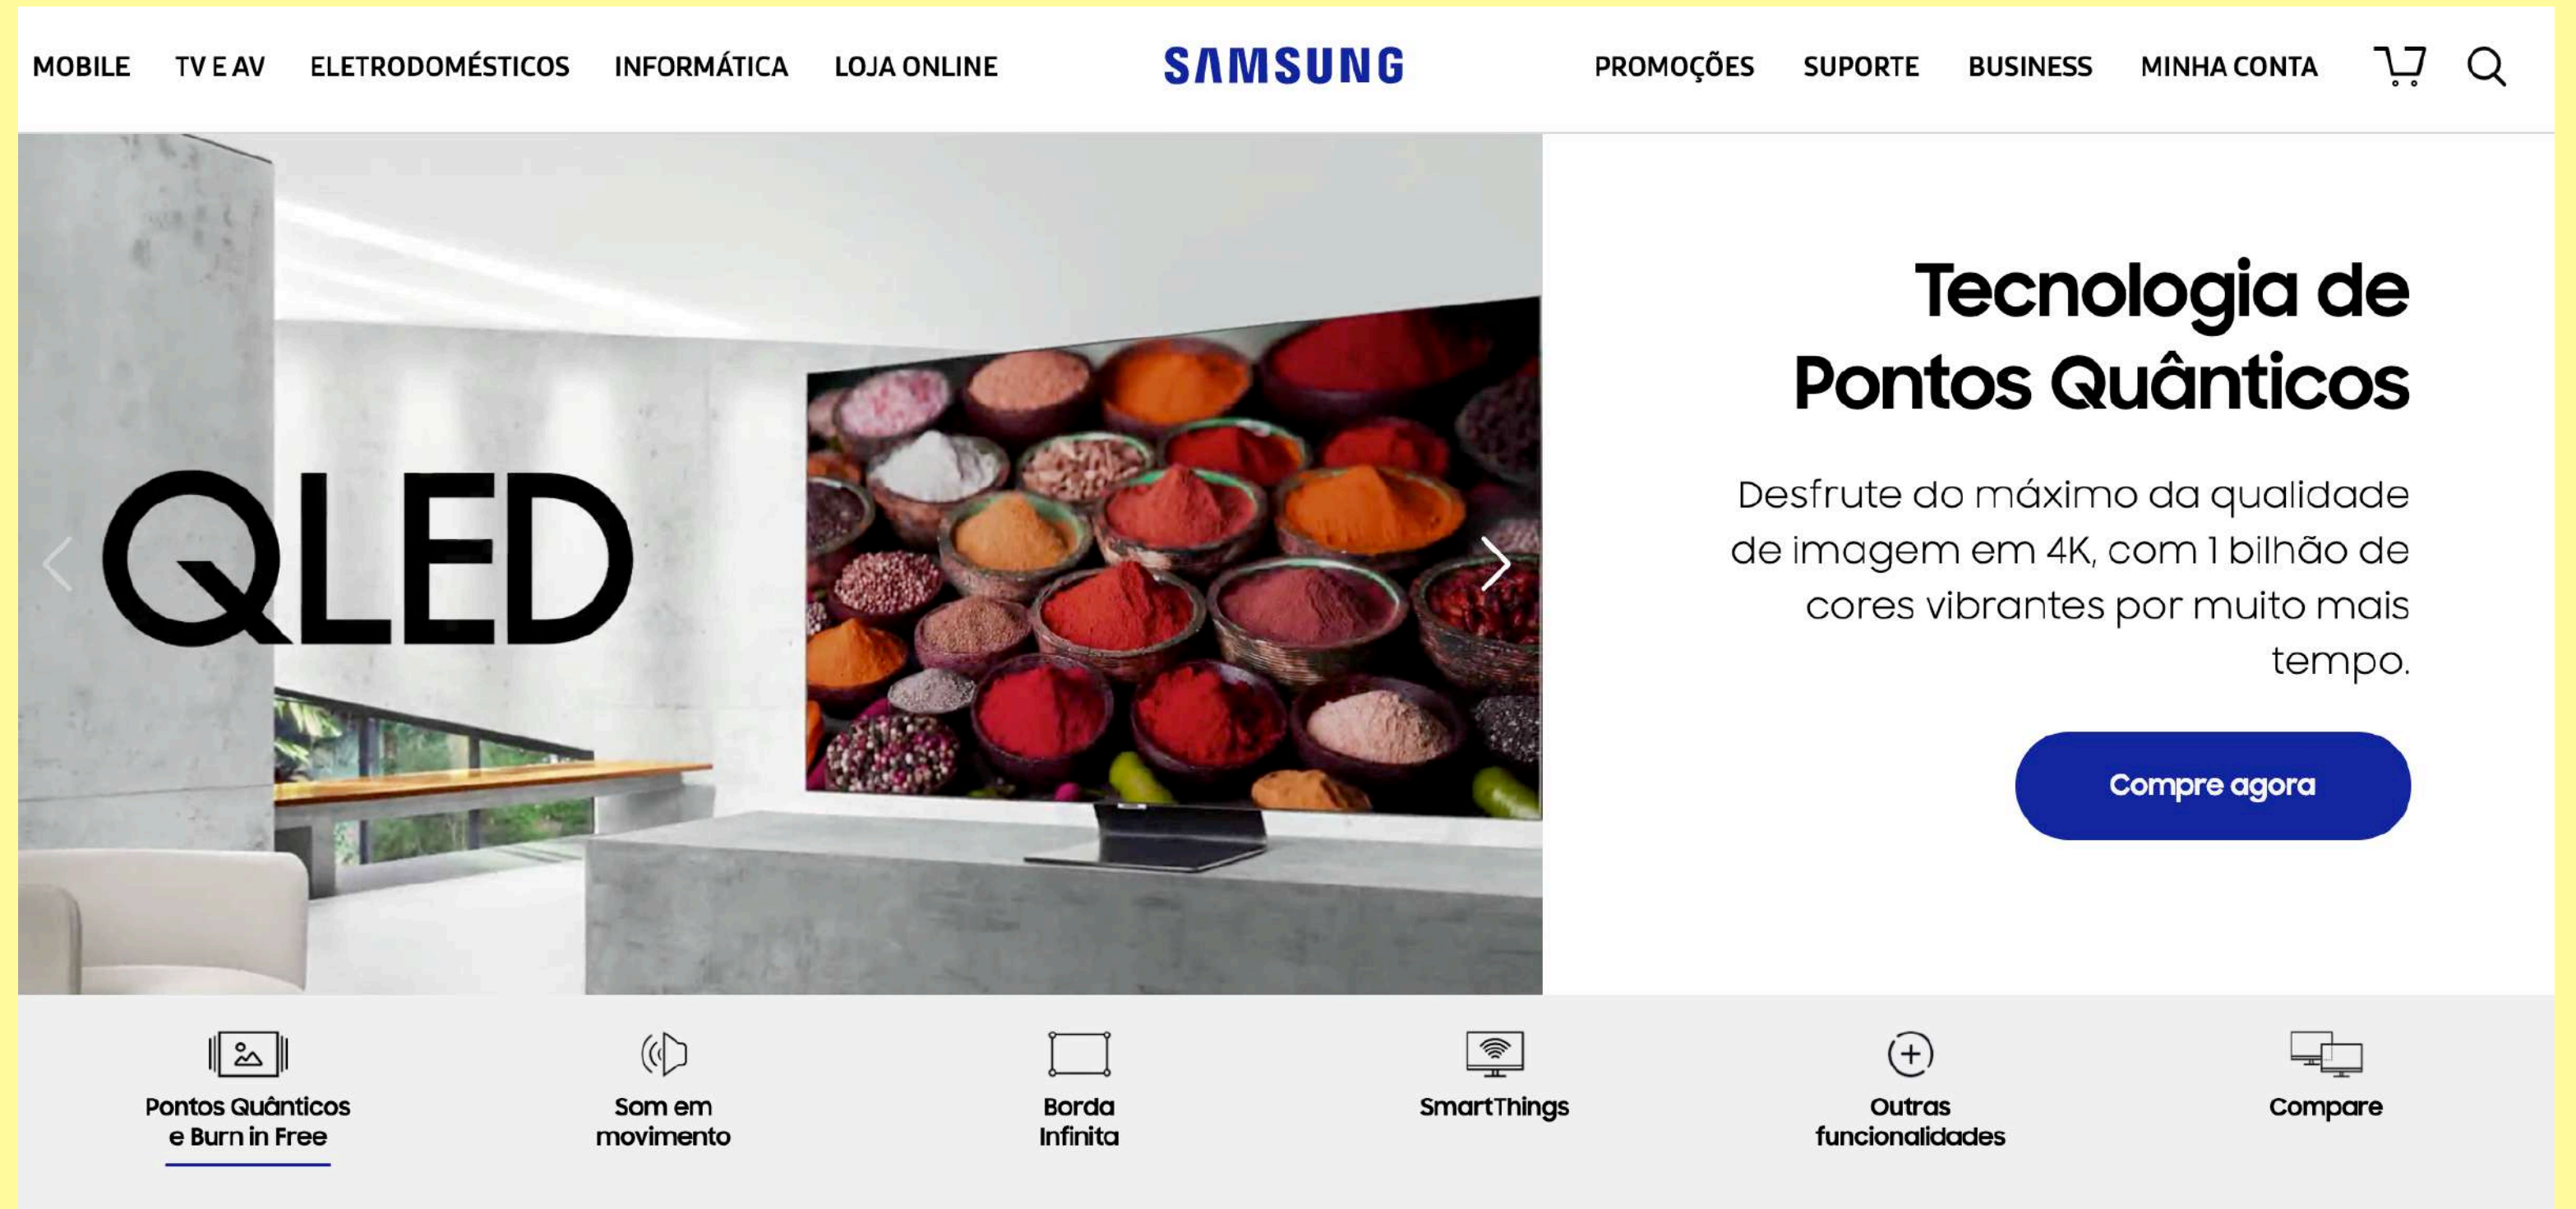 MOBILE TV E AV ELETRODOMÉSTICOS INFORMÁTICA LOJA ONLINE SAMSUNG PROMOÇÕES SUPORTE BUSINESS MINHA CONTA
QLED
Tecnologia de
Pontos Quânticos
Desfrute do máximo da qualidade
de imagem em 4K, com 1 bilhão de
cores vibrantes por muito mais
tempo.
Compre agora
Pontos Quânticos
e Burn in Free
Som em
movimento
Borda
Infinita
SmartThings
Outras
funcionalidades
Compare